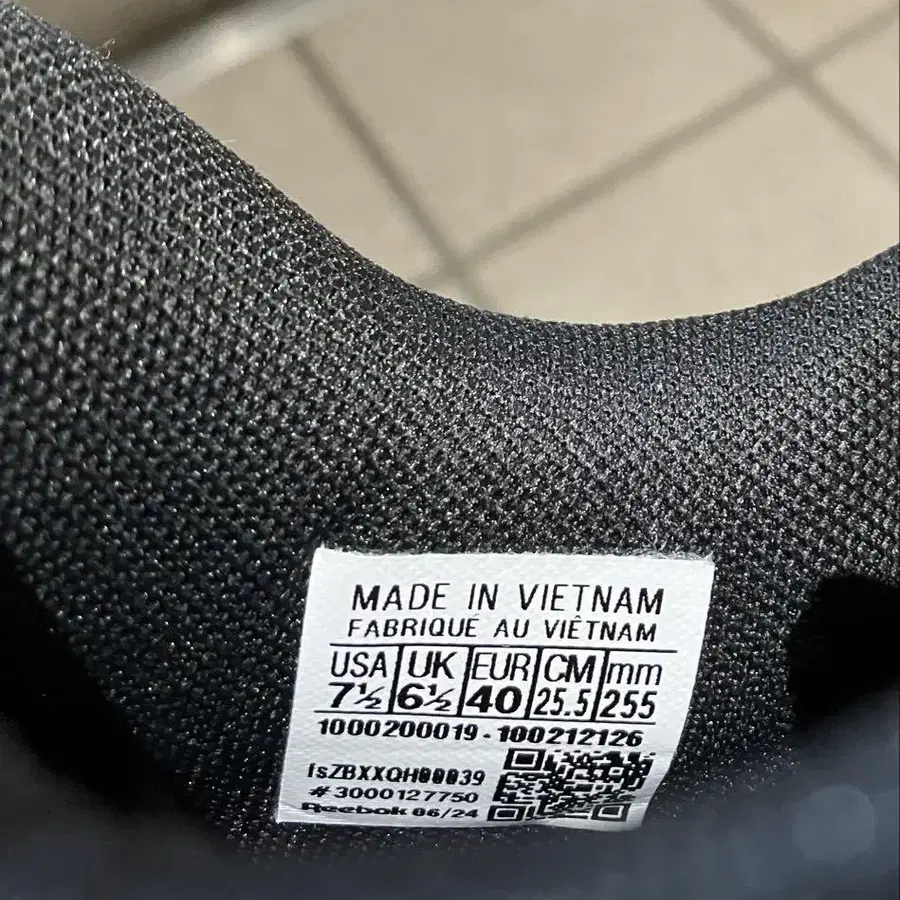 MADE IN VIETNAM
FABRIQUÉ AU VIÊTNAM
USA UK EUR CM mm
7½ 6½ 40 25.5 255
1000200019 - 100212126
# 3000127750
Reebok 06/24